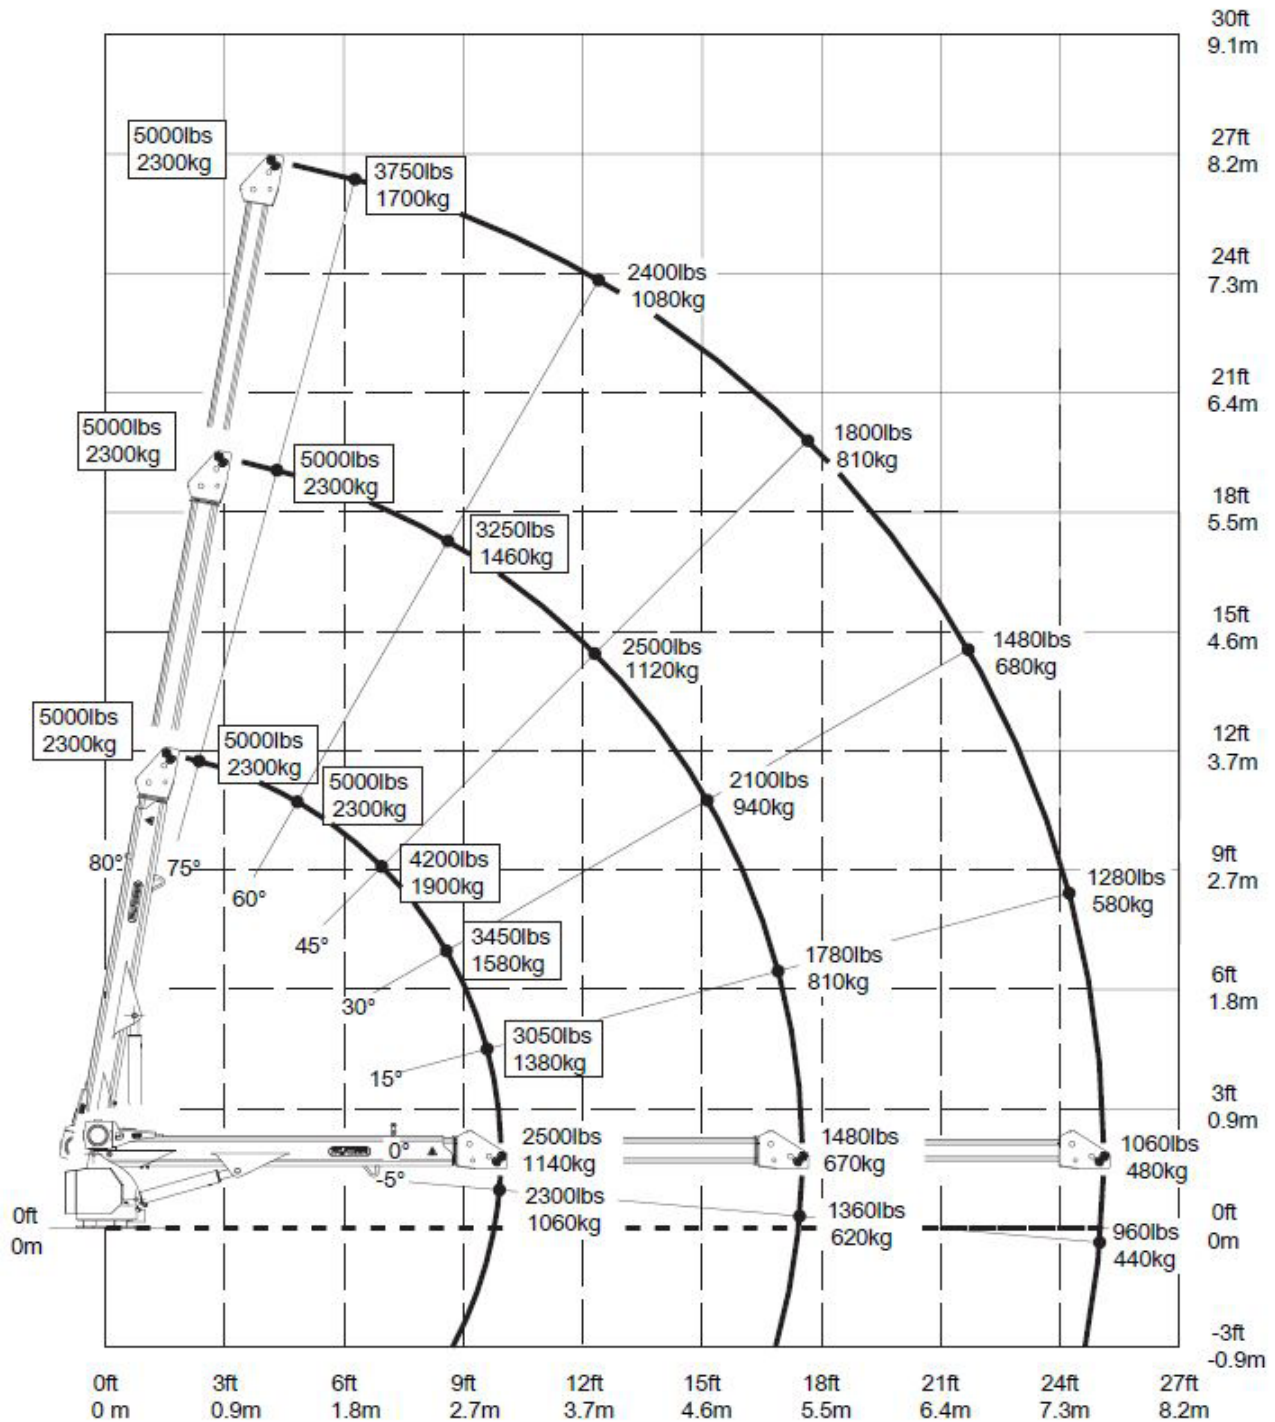 30ft
9.1m
5000lbs
2300kg
27ft
8.2m
3750lbs
1700kg
24ft
7.3m
2400lbs
1080kg
21ft
6.4m
5000lbs
2300kg
1800lbs
810kg
5000lbs
2300kg
18ft
5.5m
3250lbs
1460kg
15ft
4.6m
2500lbs
1120kg
1480lbs
680kg
5000lbs
2300kg
5000lbs
2300kg
12ft
3.7m
5000lbs
2300kg
2100lbs
940kg
80°
75°
4200lbs
1900kg
9ft
2.7m
60°
1280lbs
580kg
45°
3450lbs
1580kg
1780lbs
810kg
6ft
1.8m
30°
3050lbs
1380kg
15°
3ft
0.9m
0°
2500lbs
1140kg
1480lbs
670kg
1060lbs
480kg
-5°
2300lbs
1060kg
1360lbs
620kg
0ft
0m
0ft
0m
960lbs
440kg
-3ft
-0.9m
0ft 3ft 6ft 9ft 12ft 15ft 18ft 21ft 24ft 27ft
0 m 0.9m 1.8m 2.7m 3.7m 4.6m 5.5m 6.4m 7.3m 8.2m